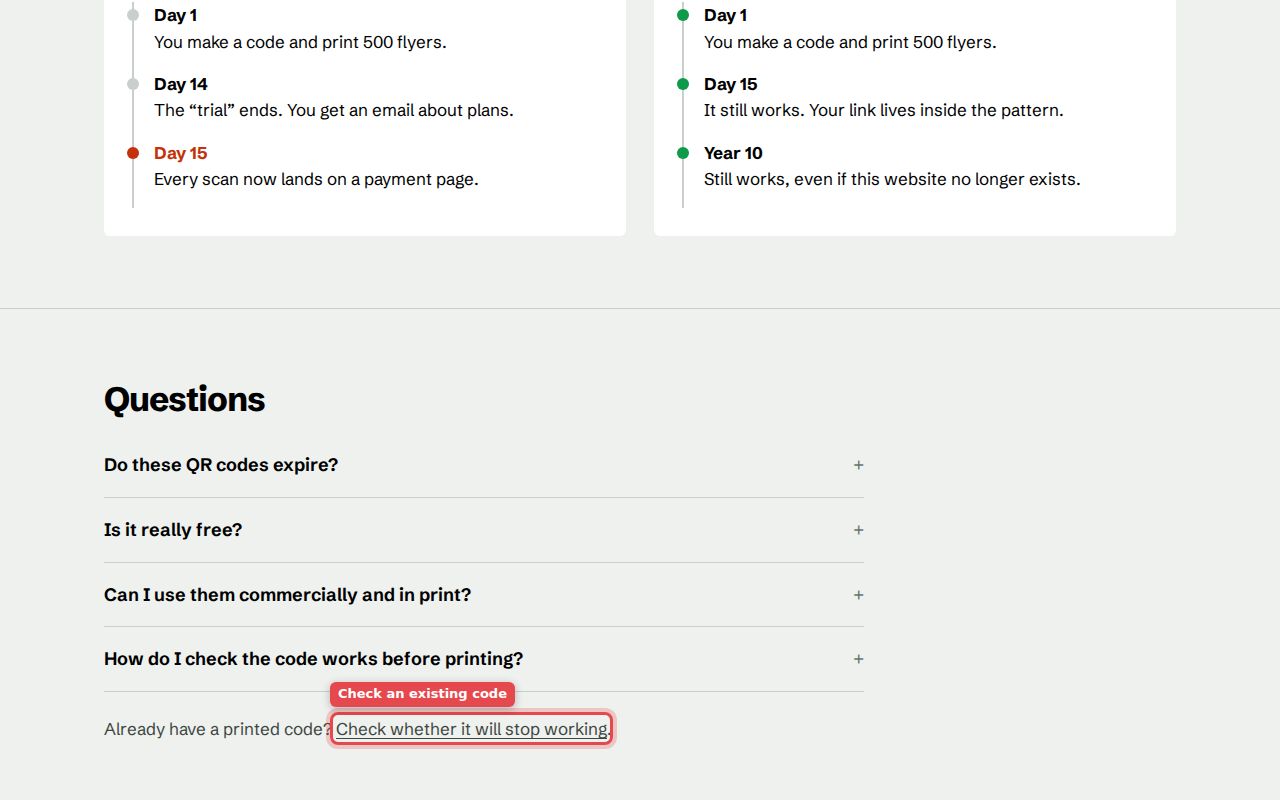 Day 1
You make a code and print 500 flyers.
Day 14
The “trial” ends. You get an email about plans.
Day 15
Every scan now lands on a payment page.
Day 1
You make a code and print 500 flyers.
Day 15
It still works. Your link lives inside the pattern.
Year 10
Still works, even if this website no longer exists.
Questions
Do these QR codes expire? +
Is it really free? +
Can I use them commercially and in print? +
How do I check the code works before printing? +
Check an existing code
Already have a printed code? Check whether it will stop working.